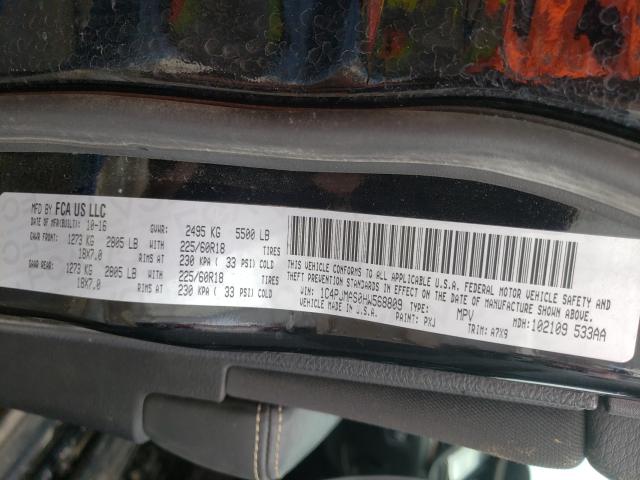 MFD BY FCA US LLC
DATE OF MFR(BUILT): 10-16 GVWR: 2495 KG 5500 LB
GAWR FRONT: 1273 KG 2805 LB WITH 225/60R18 TIRES
18X7.0 RIMS AT 230 KPA ( 33 PSI) COLD
GAWR REAR: 1273 KG 2805 LB WITH 225/60R18 TIRES
18X7.0 RIMS AT 230 KPA ( 33 PSI) COLD
THIS VEHICLE CONFORMS TO ALL APPLICABLE U.S.A. FEDERAL MOTOR VEHICLE SAFETY AND
THEFT PREVENTION STANDARDS IN EFFECT ON THE DATE OF MANUFACTURE SHOWN ABOVE.
VIN: 1C4PJMAS0HW568809 TYPE: MPV MDH:102109 533AA
VEHICLE MADE IN U.S.A. PAINT: PXJ TRIM: A7X9